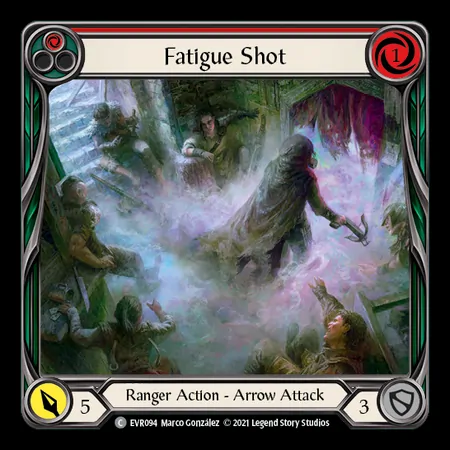 Fatigue Shot
1
Ranger Action - Arrow Attack
5
3
C EVR094 Marco González © 2021 Legend Story Studios